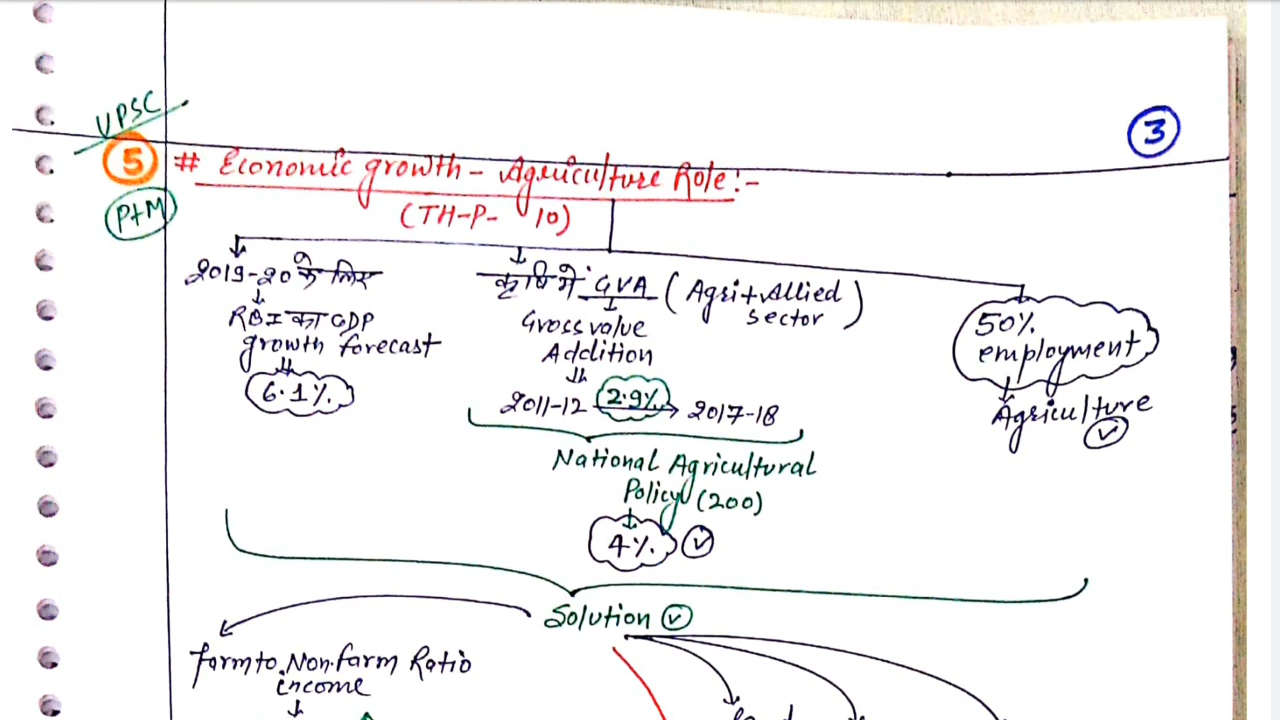 UPSC
3
5 # Economic growth - Agriculture Role:-
P+M
(TH-P- 10)
2019-20 के लिए
कृषि में GVA (Agri+Allied sector)
50% employment
RBI का GDP
growth forecast
6.1%
Gross value
Addition
2011-12 2.9% 2017-18
Agriculture
National Agricultural
Policy (200)
4%
Solution
farm to Non-farm Ratio
income